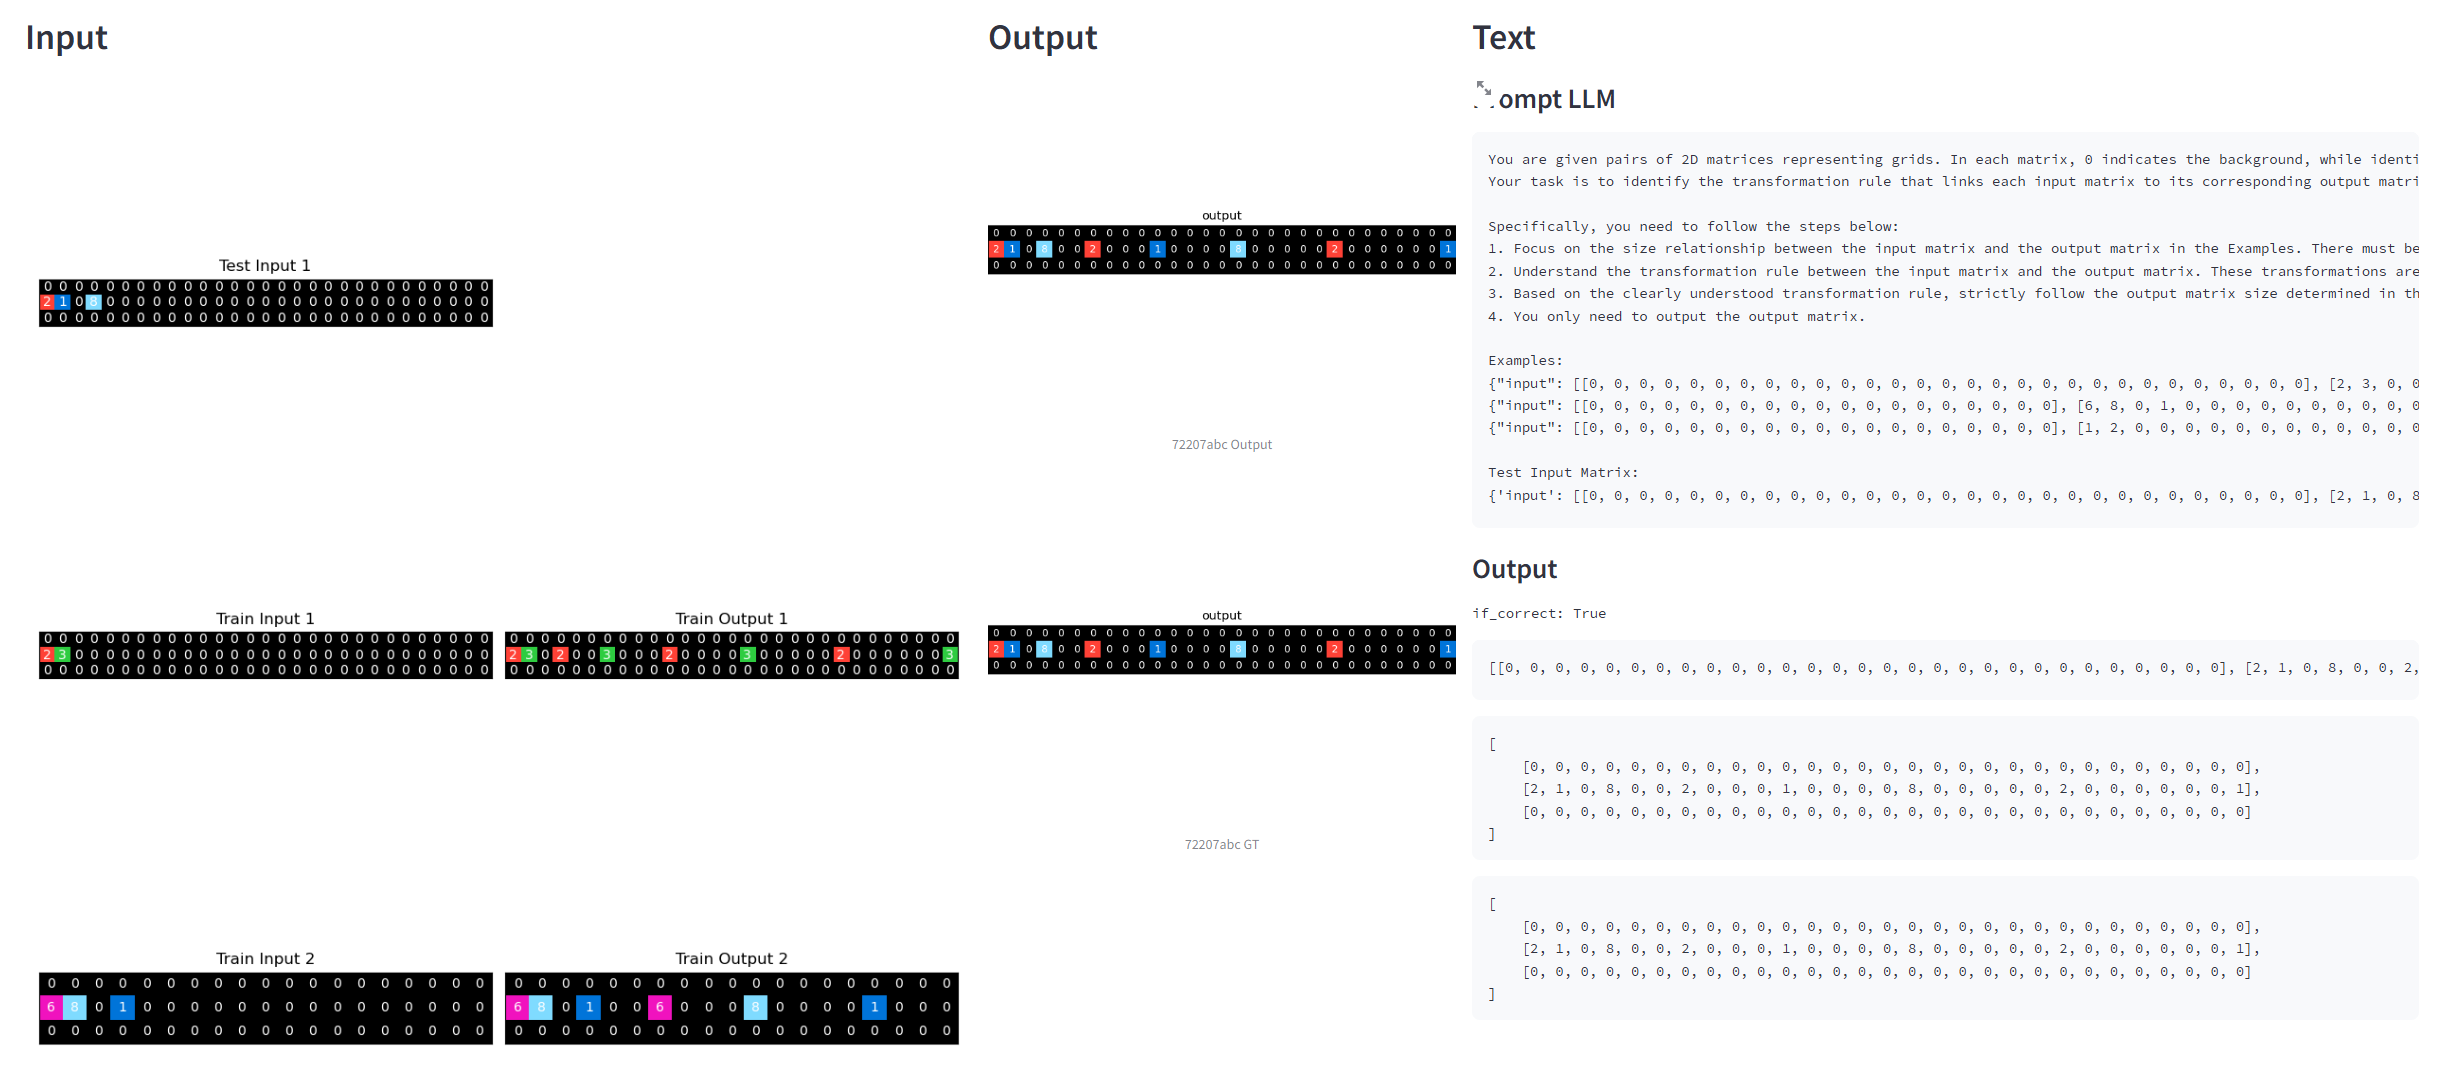 Input
Test Input 1
0 0 0 0 0 0 0 0 0 0 0 0 0 0 0 0 0 0 0 0 0 0 0 0 0 0 0 0 0
2 1 0 8 0 0 0 0 0 0 0 0 0 0 0 0 0 0 0 0 0 0 0 0 0 0 0 0 0
0 0 0 0 0 0 0 0 0 0 0 0 0 0 0 0 0 0 0 0 0 0 0 0 0 0 0 0 0
Train Input 1
0 0 0 0 0 0 0 0 0 0 0 0 0 0 0 0 0 0 0 0 0 0 0 0 0 0 0 0 0
2 3 0 0 0 0 0 0 0 0 0 0 0 0 0 0 0 0 0 0 0 0 0 0 0 0 0 0 0
0 0 0 0 0 0 0 0 0 0 0 0 0 0 0 0 0 0 0 0 0 0 0 0 0 0 0 0 0
Train Output 1
0 0 0 0 0 0 0 0 0 0 0 0 0 0 0 0 0 0 0 0 0 0 0 0 0 0 0 0 0
2 3 0 2 0 0 3 0 0 0 2 0 0 0 0 3 0 0 0 0 0 2 0 0 0 0 0 0 3
0 0 0 0 0 0 0 0 0 0 0 0 0 0 0 0 0 0 0 0 0 0 0 0 0 0 0 0 0
Train Input 2
0 0 0 0 0 0 0 0 0 0 0 0 0 0 0 0 0 0 0
6 8 0 1 0 0 0 0 0 0 0 0 0 0 0 0 0 0 0
0 0 0 0 0 0 0 0 0 0 0 0 0 0 0 0 0 0 0
Train Output 2
0 0 0 0 0 0 0 0 0 0 0 0 0 0 0 0 0 0 0
6 8 0 1 0 0 6 0 0 0 8 0 0 0 0 1 0 0 0
0 0 0 0 0 0 0 0 0 0 0 0 0 0 0 0 0 0 0
Output
output
0 0 0 0 0 0 0 0 0 0 0 0 0 0 0 0 0 0 0 0 0 0 0 0 0 0 0 0 0
2 1 0 8 0 0 2 0 0 0 1 0 0 0 0 8 0 0 0 0 0 2 0 0 0 0 0 0 1
0 0 0 0 0 0 0 0 0 0 0 0 0 0 0 0 0 0 0 0 0 0 0 0 0 0 0 0 0
72207abc Output
output
0 0 0 0 0 0 0 0 0 0 0 0 0 0 0 0 0 0 0 0 0 0 0 0 0 0 0 0 0
2 1 0 8 0 0 2 0 0 0 1 0 0 0 0 8 0 0 0 0 0 2 0 0 0 0 0 0 1
0 0 0 0 0 0 0 0 0 0 0 0 0 0 0 0 0 0 0 0 0 0 0 0 0 0 0 0 0
72207abc GT
Text
ompt LLM
You are given pairs of 2D matrices representing grids. In each matrix, 0 indicates the background, while identi
Your task is to identify the transformation rule that links each input matrix to its corresponding output matri
Specifically, you need to follow the steps below:
1. Focus on the size relationship between the input matrix and the output matrix in the Examples. There must be
2. Understand the transformation rule between the input matrix and the output matrix. These transformations are
3. Based on the clearly understood transformation rule, strictly follow the output matrix size determined in th
4. You only need to output the output matrix.
Examples:
{"input": [[0, 0, 0, 0, 0, 0, 0, 0, 0, 0, 0, 0, 0, 0, 0, 0, 0, 0, 0, 0, 0, 0, 0, 0, 0, 0, 0, 0, 0], [2, 3, 0, 0
{"input": [[0, 0, 0, 0, 0, 0, 0, 0, 0, 0, 0, 0, 0, 0, 0, 0, 0, 0, 0], [6, 8, 0, 1, 0, 0, 0, 0, 0, 0, 0, 0, 0, 0
{"input": [[0, 0, 0, 0, 0, 0, 0, 0, 0, 0, 0, 0, 0, 0, 0, 0, 0, 0, 0], [1, 2, 0, 0, 0, 0, 0, 0, 0, 0, 0, 0, 0, 0
Test Input Matrix:
{'input': [[0, 0, 0, 0, 0, 0, 0, 0, 0, 0, 0, 0, 0, 0, 0, 0, 0, 0, 0, 0, 0, 0, 0, 0, 0, 0, 0, 0, 0], [2, 1, 0, 8
Output
if_correct: True
[[0, 0, 0, 0, 0, 0, 0, 0, 0, 0, 0, 0, 0, 0, 0, 0, 0, 0, 0, 0, 0, 0, 0, 0, 0, 0, 0, 0, 0], [2, 1, 0, 8, 0, 0, 2,
[
[0, 0, 0, 0, 0, 0, 0, 0, 0, 0, 0, 0, 0, 0, 0, 0, 0, 0, 0, 0, 0, 0, 0, 0, 0, 0, 0, 0, 0],
[2, 1, 0, 8, 0, 0, 2, 0, 0, 0, 1, 0, 0, 0, 0, 8, 0, 0, 0, 0, 0, 2, 0, 0, 0, 0, 0, 0, 1],
[0, 0, 0, 0, 0, 0, 0, 0, 0, 0, 0, 0, 0, 0, 0, 0, 0, 0, 0, 0, 0, 0, 0, 0, 0, 0, 0, 0, 0]
]
[
[0, 0, 0, 0, 0, 0, 0, 0, 0, 0, 0, 0, 0, 0, 0, 0, 0, 0, 0, 0, 0, 0, 0, 0, 0, 0, 0, 0, 0],
[2, 1, 0, 8, 0, 0, 2, 0, 0, 0, 1, 0, 0, 0, 0, 8, 0, 0, 0, 0, 0, 2, 0, 0, 0, 0, 0, 0, 1],
[0, 0, 0, 0, 0, 0, 0, 0, 0, 0, 0, 0, 0, 0, 0, 0, 0, 0, 0, 0, 0, 0, 0, 0, 0, 0, 0, 0, 0]
]